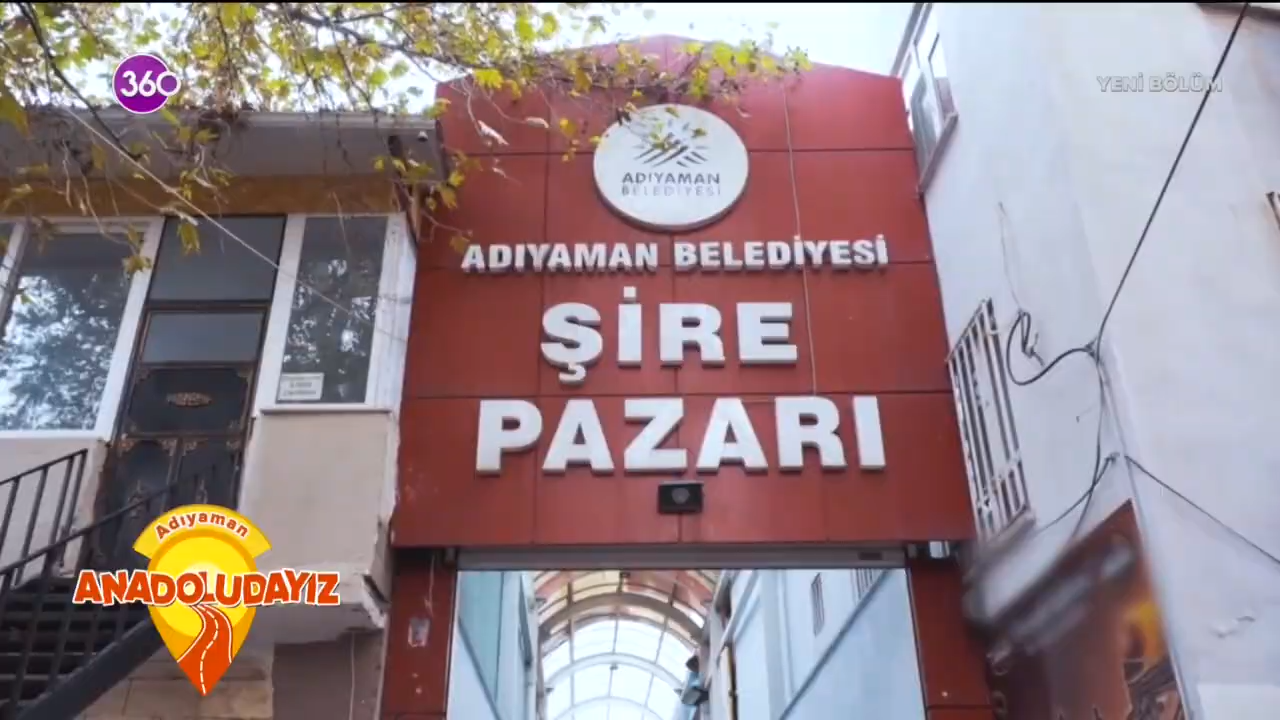 360
YENİ BÖLÜM
ADIYAMAN
BELEDİYESİ
ADIYAMAN BELEDİYESİ
ŞİRE
PAZARI
Adıyaman
ANADOLUDAYIZ